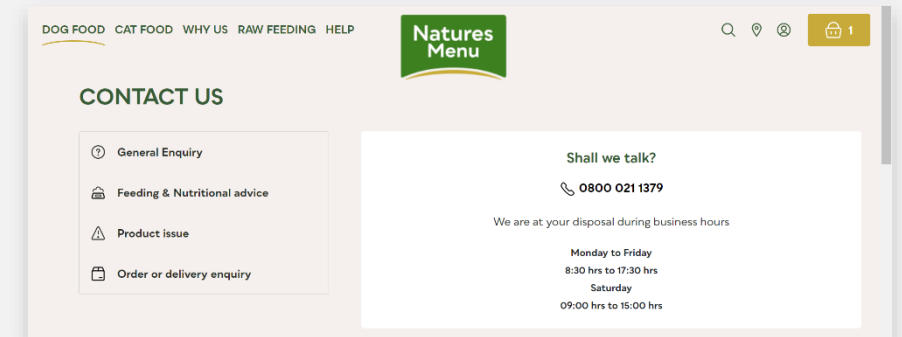 DOG FOOD CAT FOOD WHY US RAW FEEDING HELP
Natures
Menu
1
CONTACT US
General Enquiry
Feeding & Nutritional advice
Product issue
Order or delivery enquiry
Shall we talk?
0800 021 1379
We are at your disposal during business hours
Monday to Friday
8:30 hrs to 17:30 hrs
Saturday
09:00 hrs to 15:00 hrs